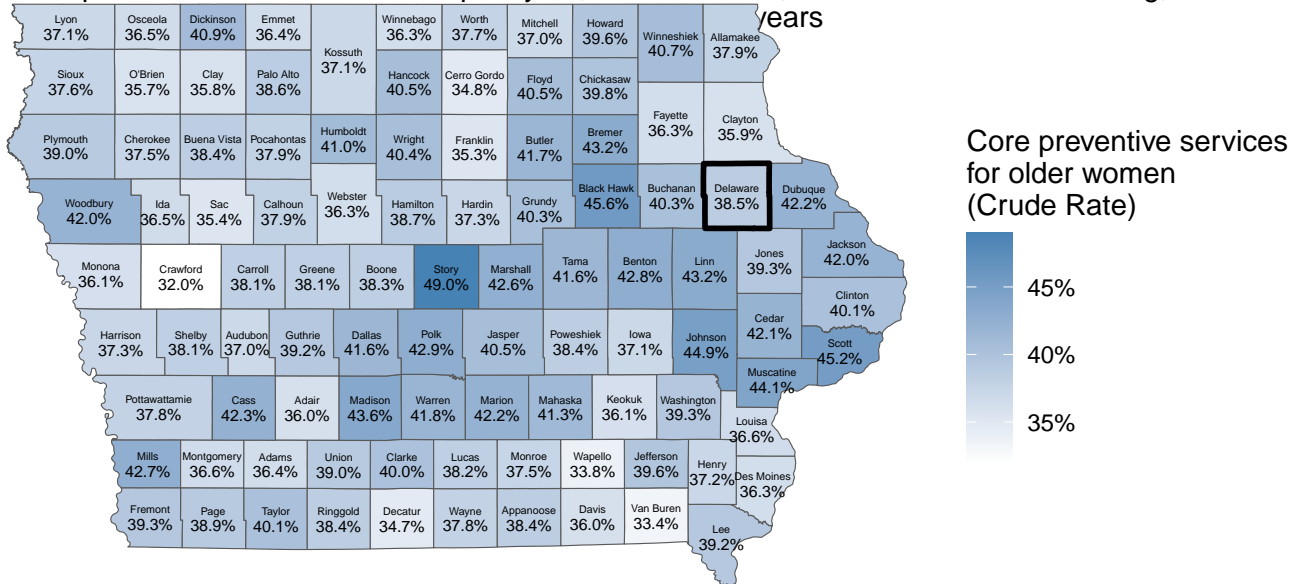 years
Lyon
37.1%
Osceola
36.5%
Dickinson
40.9%
Emmet
36.4%
Kossuth
37.1%
Winnebago
36.3%
Worth
37.7%
Mitchell
37.0%
Howard
39.6%
Winneshiek
40.7%
Allamakee
37.9%
Sioux
37.6%
O'Brien
35.7%
Clay
35.8%
Palo Alto
38.6%
Hancock
40.5%
Cerro Gordo
34.8%
Floyd
40.5%
Chickasaw
39.8%
Fayette
36.3%
Clayton
35.9%
Plymouth
39.0%
Cherokee
37.5%
Buena Vista
38.4%
Pocahontas
37.9%
Humboldt
41.0%
Wright
40.4%
Franklin
35.3%
Butler
41.7%
Bremer
43.2%
Woodbury
42.0%
Ida
36.5%
Sac
35.4%
Calhoun
37.9%
Webster
36.3%
Hamilton
38.7%
Hardin
37.3%
Grundy
40.3%
Black Hawk
45.6%
Buchanan
40.3%
Delaware
38.5%
Dubuque
42.2%
Monona
36.1%
Crawford
32.0%
Carroll
38.1%
Greene
38.1%
Boone
38.3%
Story
49.0%
Marshall
42.6%
Tama
41.6%
Benton
42.8%
Linn
43.2%
Jones
39.3%
Jackson
42.0%
Clinton
40.1%
Harrison
37.3%
Shelby
38.1%
Audubon
37.0%
Guthrie
39.2%
Dallas
41.6%
Polk
42.9%
Jasper
40.5%
Poweshiek
38.4%
Iowa
37.1%
Johnson
44.9%
Cedar
42.1%
Scott
45.2%
Muscatine
44.1%
Pottawattamie
37.8%
Cass
42.3%
Adair
36.0%
Madison
43.6%
Warren
41.8%
Marion
42.2%
Mahaska
41.3%
Keokuk
36.1%
Washington
39.3%
Louisa
36.6%
Mills
42.7%
Montgomery
36.6%
Adams
36.4%
Union
39.0%
Clarke
40.0%
Lucas
38.2%
Monroe
37.5%
Wapello
33.8%
Jefferson
39.6%
Henry
37.2%
Des Moines
36.3%
Fremont
39.3%
Page
38.9%
Taylor
40.1%
Ringgold
38.4%
Decatur
34.7%
Wayne
37.8%
Appanoose
38.4%
Davis
36.0%
Van Buren
33.4%
Lee
39.2%
Core preventive services
for older women
(Crude Rate)
45%
40%
35%